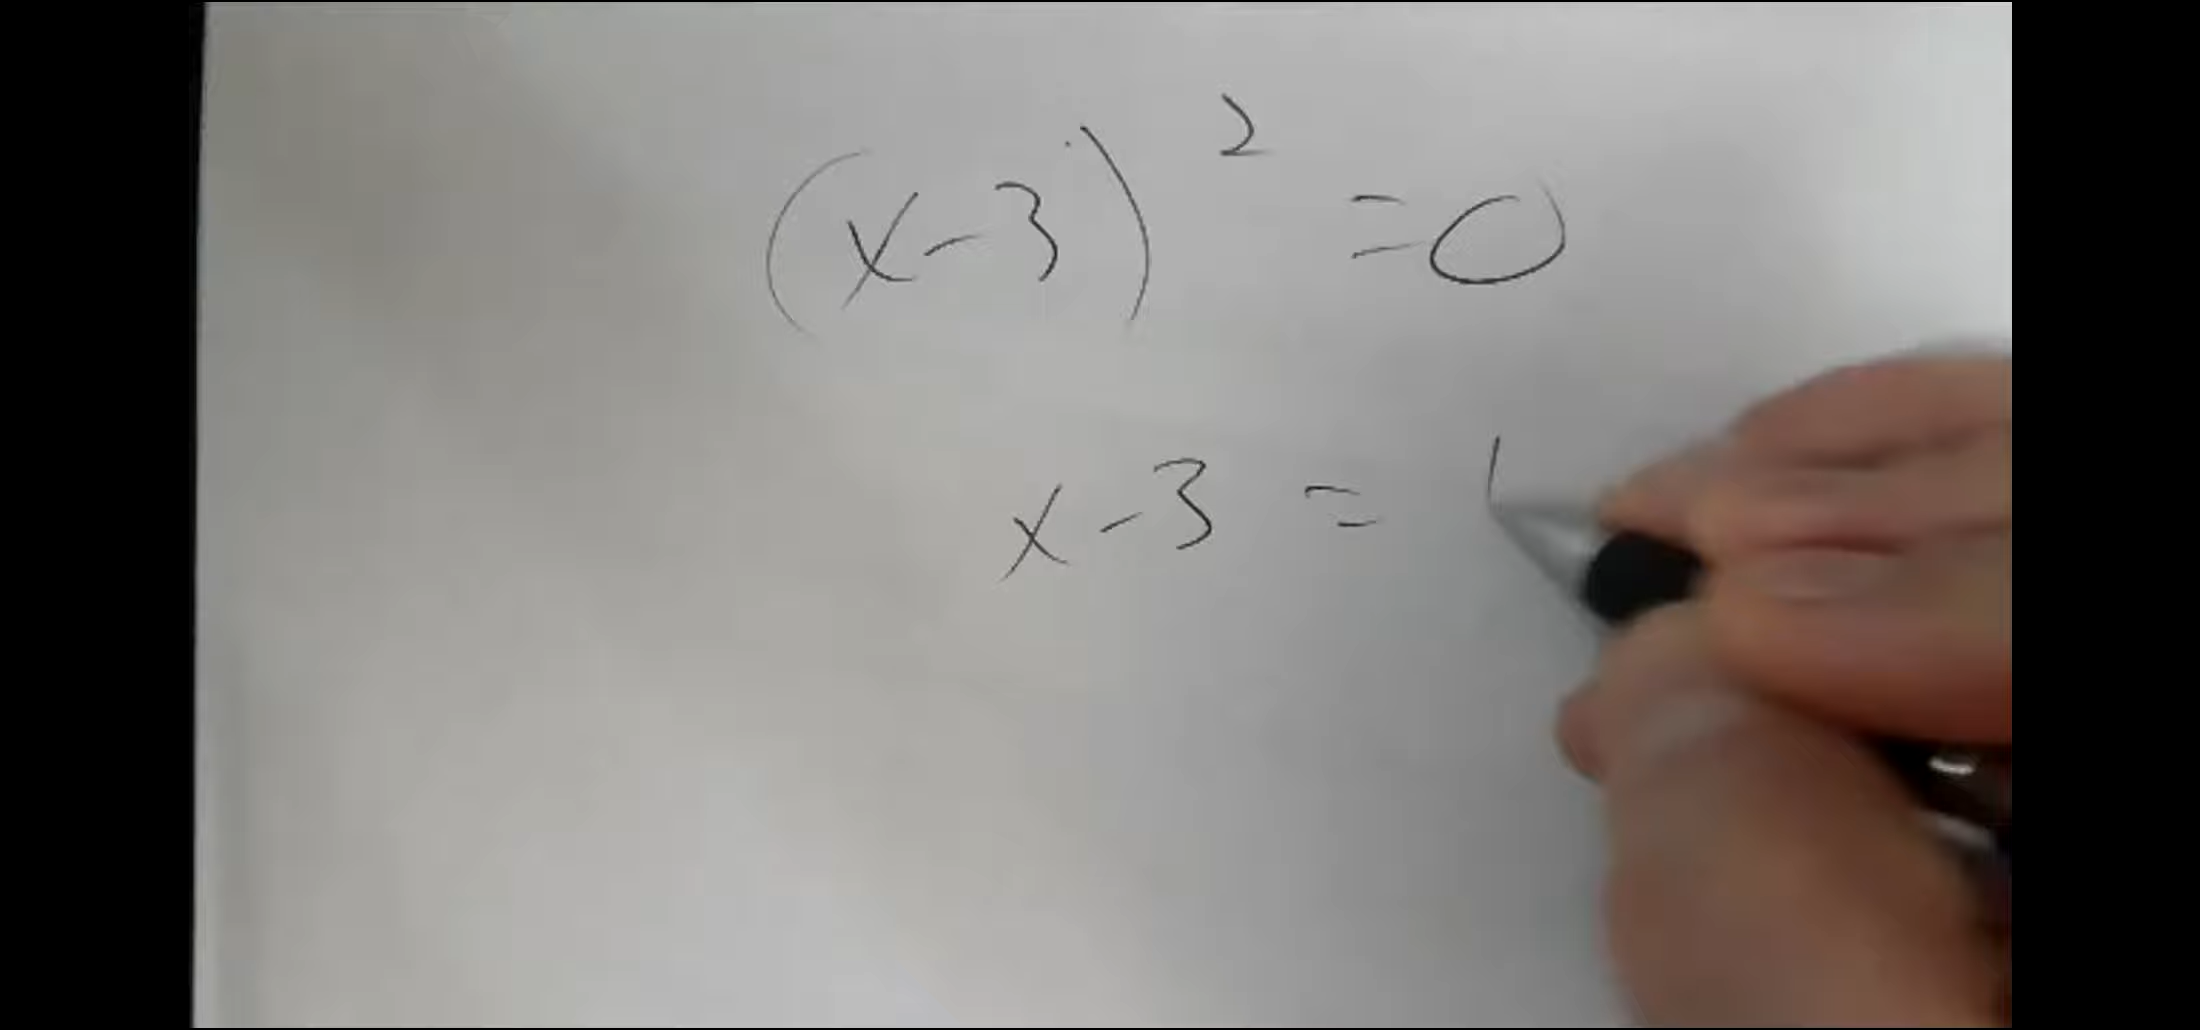 (x-3)² =0
x-3 =